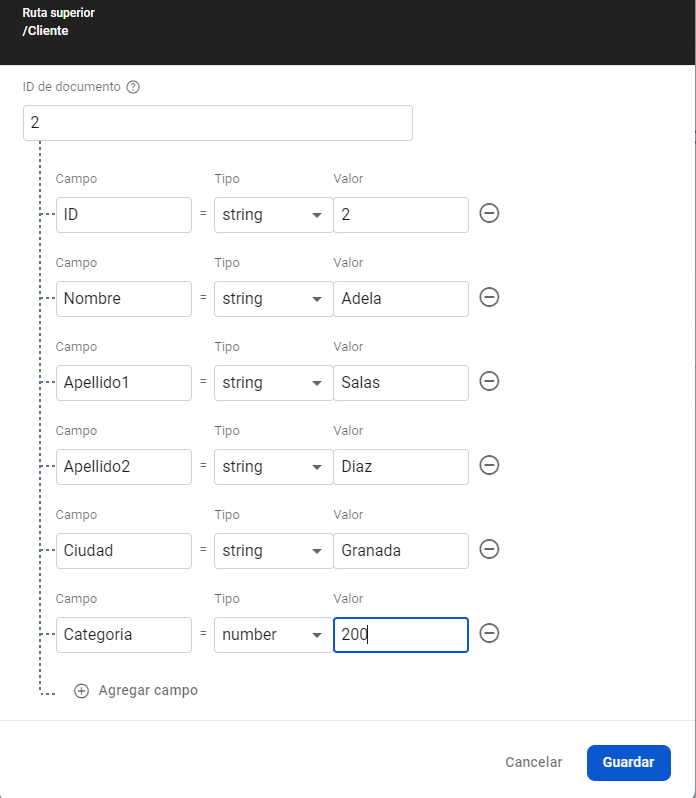 Ruta superior
/Cliente
ID de documento
2
Campo Tipo Valor
ID = string 2
Campo Tipo Valor
Nombre = string Adela
Campo Tipo Valor
Apellido1 = string Salas
Campo Tipo Valor
Apellido2 = string Diaz
Campo Tipo Valor
Ciudad = string Granada
Campo Tipo Valor
Categoria = number 200
Agregar campo
Cancelar Guardar